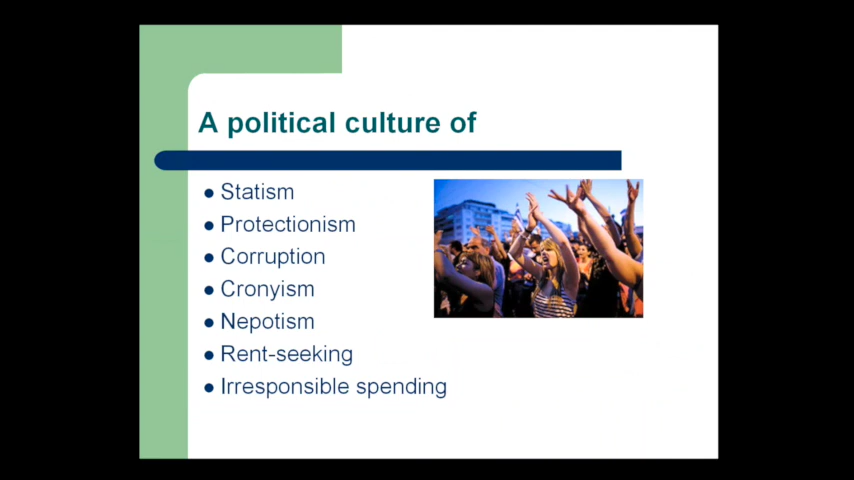 A political culture of
Statism
Protectionism
Corruption
Cronyism
Nepotism
Rent-seeking
Irresponsible spending